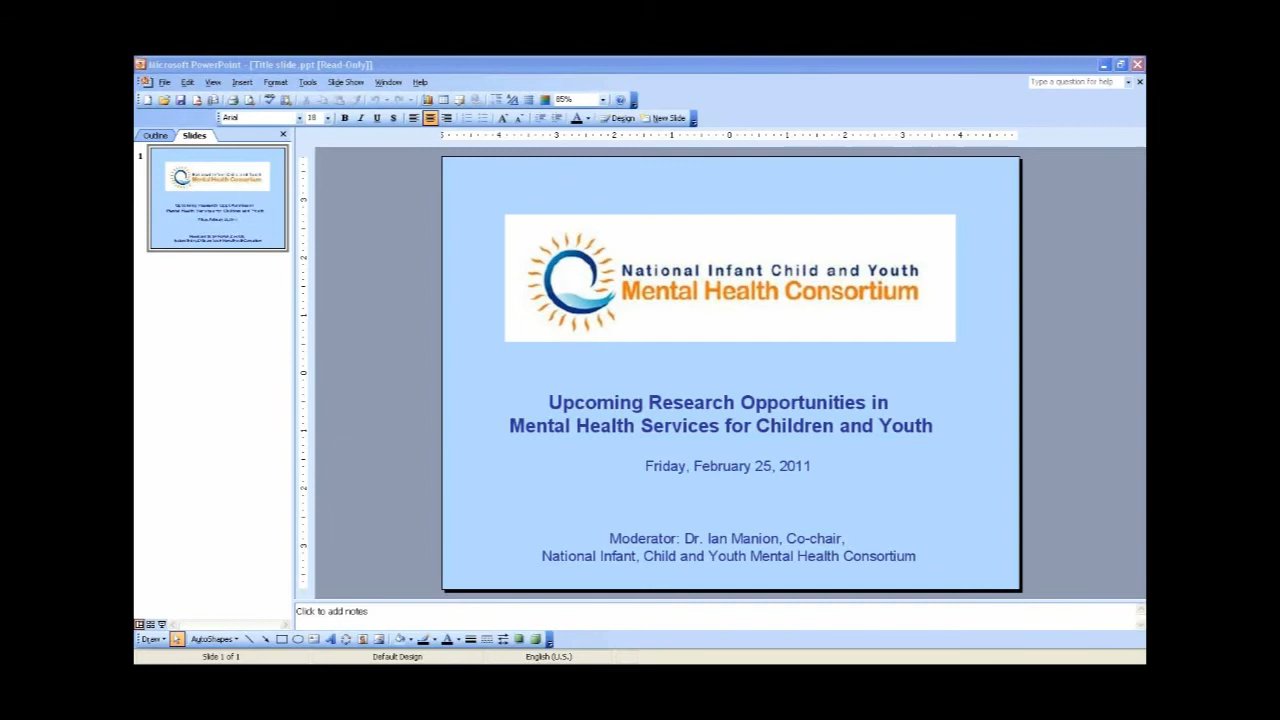 Microsoft PowerPoint - [Title slide.ppt [Read-Only]]
File Edit View Insert Format Tools Slide Show Window Help
Type a question for help
85%
Arial 18 B I U S A A A Design New Slide
Outline Slides
1
National Infant Child and Youth
Mental Health Consortium
Upcoming Research Opportunities in
Mental Health Services for Children and Youth
Friday, February 25, 2011
Moderator: Dr. Ian Manion, Co-chair,
National Infant, Child and Youth Mental Health Consortium
Click to add notes
Draw AutoShapes
Slide 1 of 1 Default Design English (U.S.)